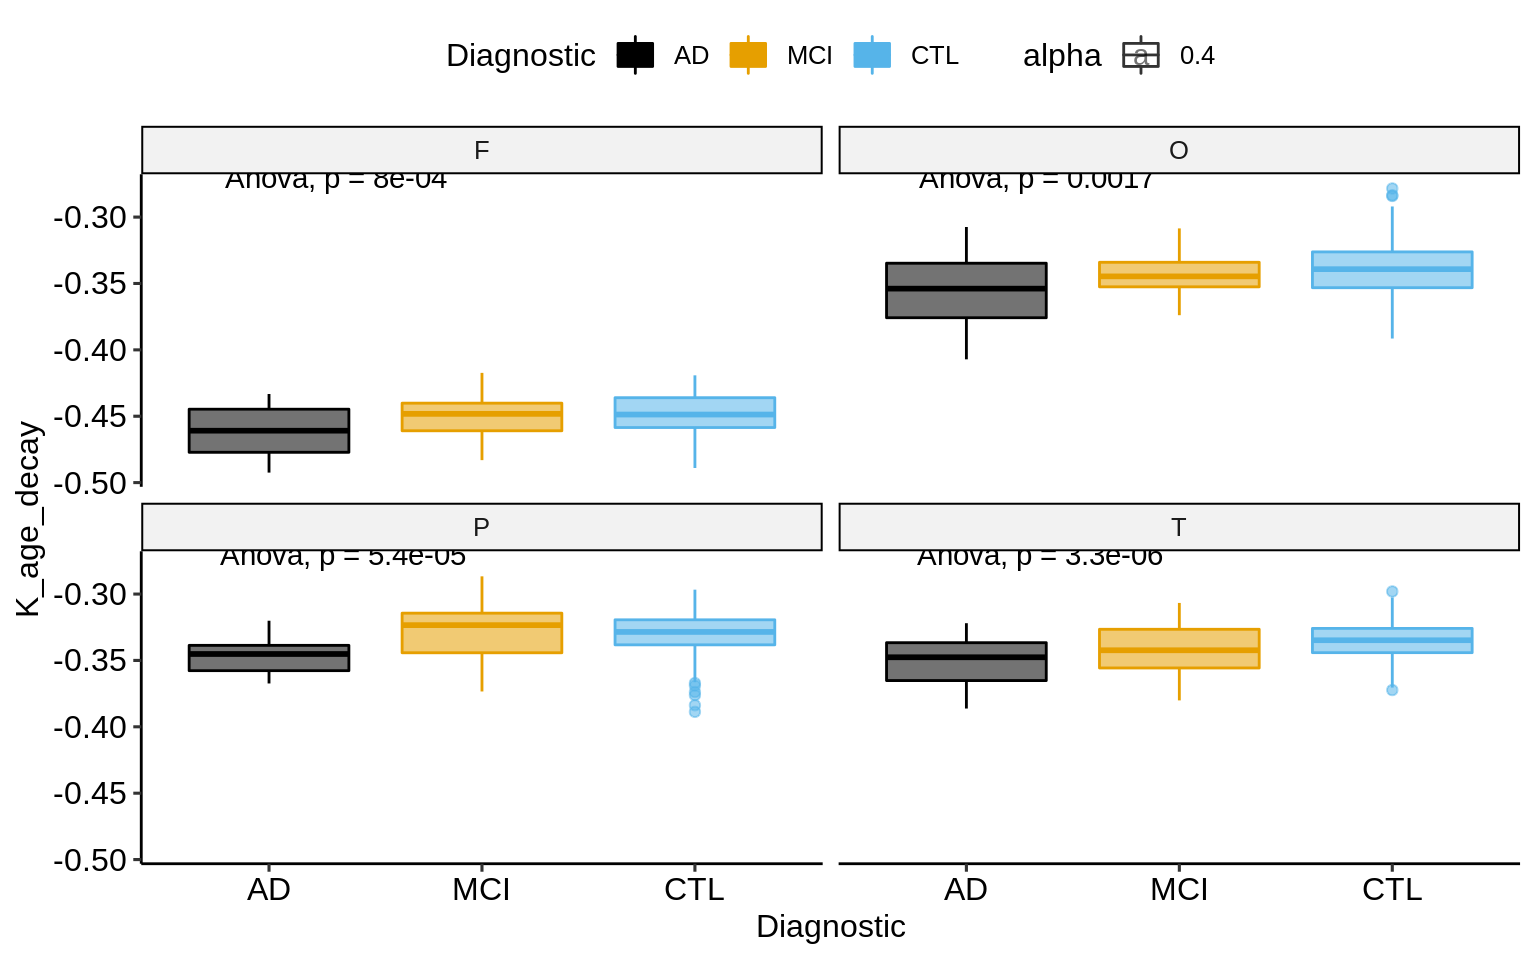 Diagnostic AD MCI CTL alpha a 0.4
F O
Anova, p = 8e-04 Anova, p = 0.0017
-0.30
-0.35
-0.40
-0.45
-0.50
K_age_decay
P T
Anova, p = 5.4e-05 Anova, p = 3.3e-06
-0.30
-0.35
-0.40
-0.45
-0.50
AD MCI CTL AD MCI CTL
Diagnostic